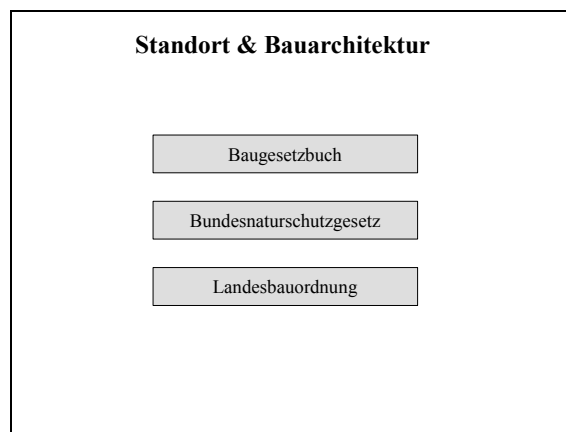 Standort & Bauarchitektur
Baugesetzbuch
Bundesnaturschutzgesetz
Landesbauordnung